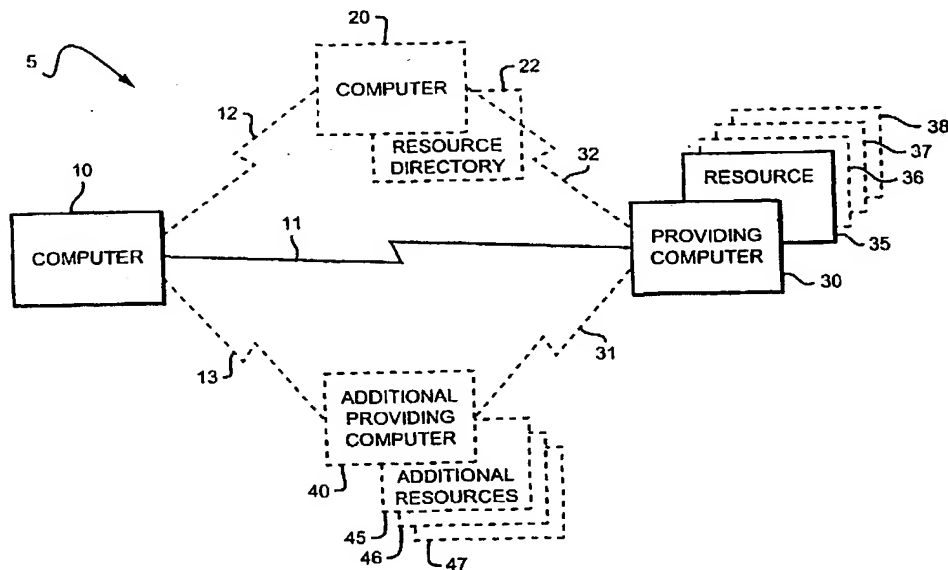 5
20
22
COMPUTER
12
RESOURCE
DIRECTORY
32
38
37
36
RESOURCE
35
10
COMPUTER
11
PROVIDING
COMPUTER
30
13
31
ADDITIONAL
PROVIDING
COMPUTER
40
ADDITIONAL
RESOURCES
45
46
47